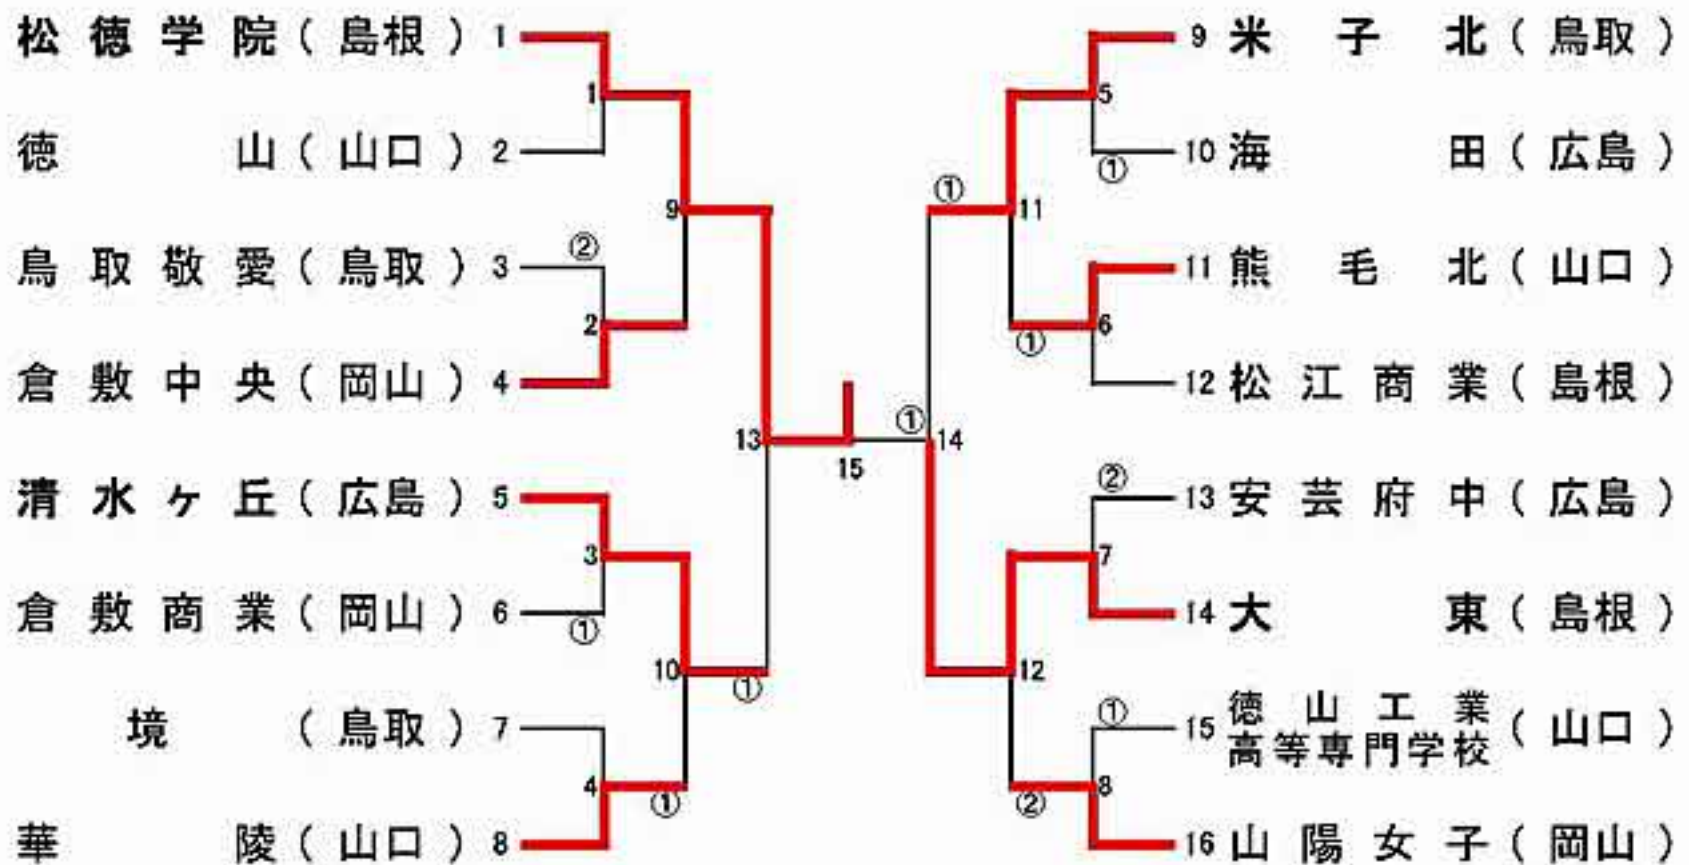 松徳学院（島根）1
徳山（山口）2
鳥取敬愛（鳥取）3
倉敷中央（岡山）4
清水ヶ丘（広島）5
倉敷商業（岡山）6
境（鳥取）7
華陵（山口）8
1
②
2
3
①
4
①
9
10
①
13
15
①
14
①
11
①
12
②
5
①
6
②
7
①
8
9 米子北（鳥取）
10 海田（広島）
11 熊毛北（山口）
12 松江商業（島根）
13 安芸府中（広島）
14 大東（島根）
15 徳山工業
高等専門学校（山口）
16 山陽女子（岡山）